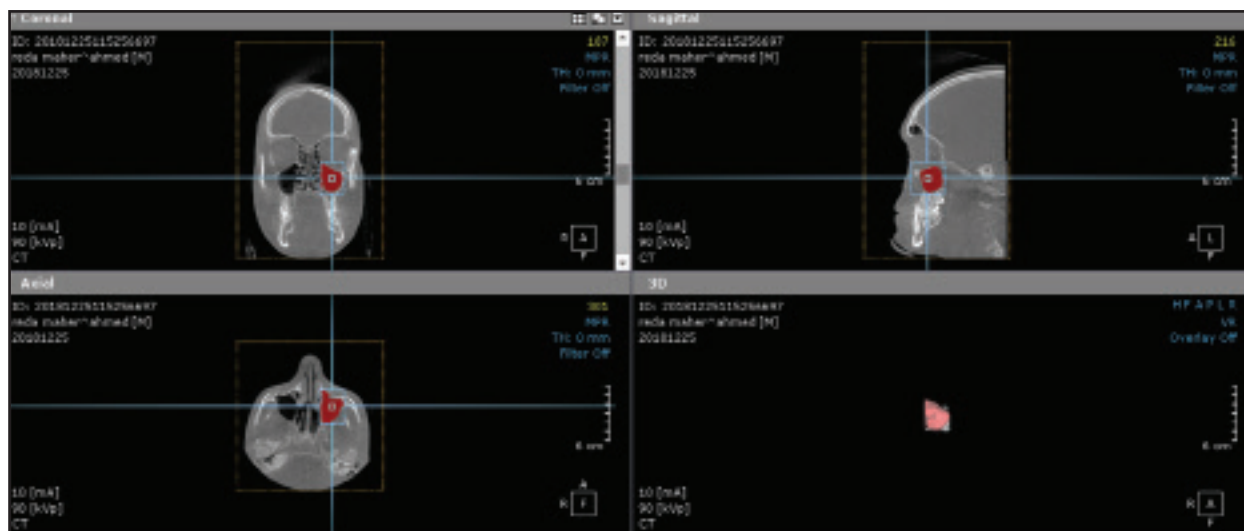 Coronal
ID: 20181225115256697
reda maher~ahmed [M]
20181225
187
MPR
TH: 0 mm
Filter Off
6 cm
10 [mA]
90 [kVp]
CT
R A
F
Sagittal
ID: 20181225115256697
reda maher~ahmed [M]
20181225
216
MPR
TH: 0 mm
Filter Off
6 cm
10 [mA]
90 [kVp]
CT
A L
F
Axial
ID: 20181225115256697
reda maher~ahmed [M]
20181225
301
MPR
TH: 0 mm
Filter Off
6 cm
10 [mA]
90 [kVp]
CT
A
R F
3D
ID: 20181225115256697
reda maher~ahmed [M]
20181225
H F A P L R
VR
Overlay Off
6 cm
10 [mA]
90 [kVp]
CT
R A
F